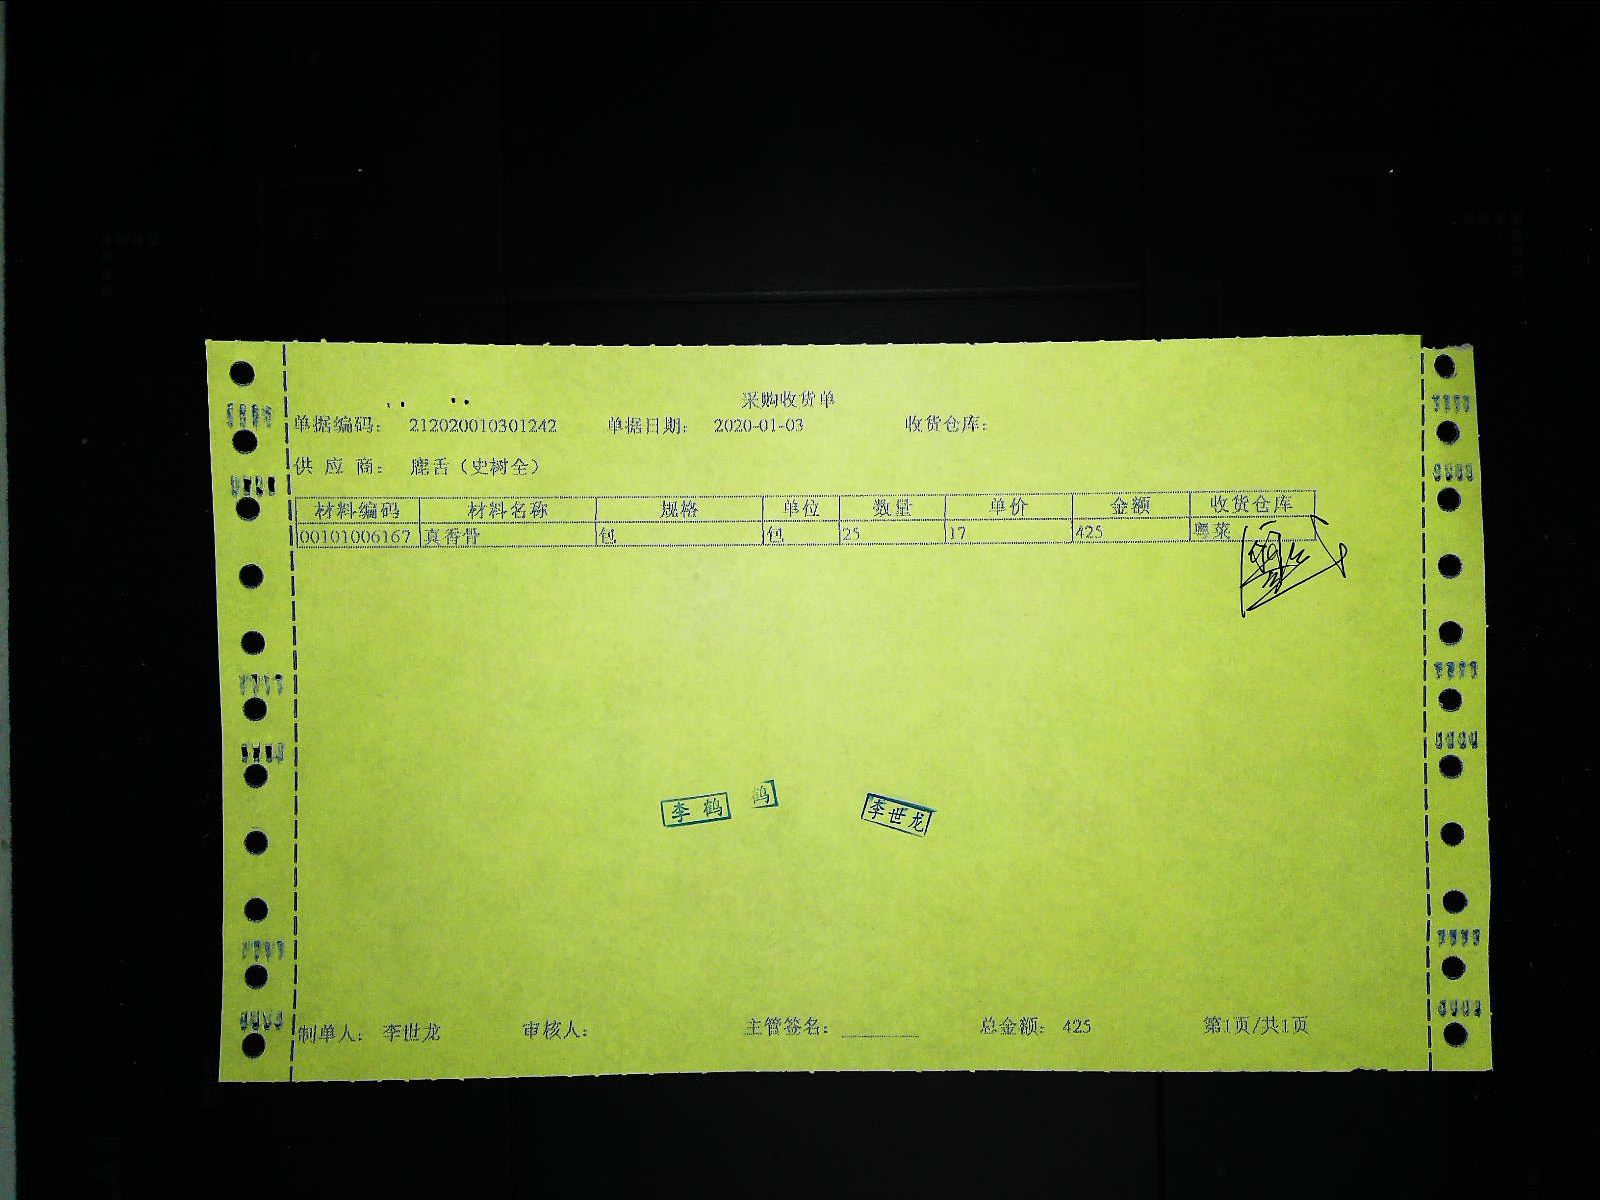 采购收货单
单据编码： 212020010301242 单据日期： 2020-01-03 收货仓库：
供 应 商： 鹿舌（史树全）
材料编码 材料名称 规格 单位 数量 单价 金额 收货仓库
00101006167 真香骨 包 包 25 17 425 粤菜
李 鹤 鹤 李世龙
制单人： 李世龙 审核人： 主管签名： 总金额： 425 第1页/共1页